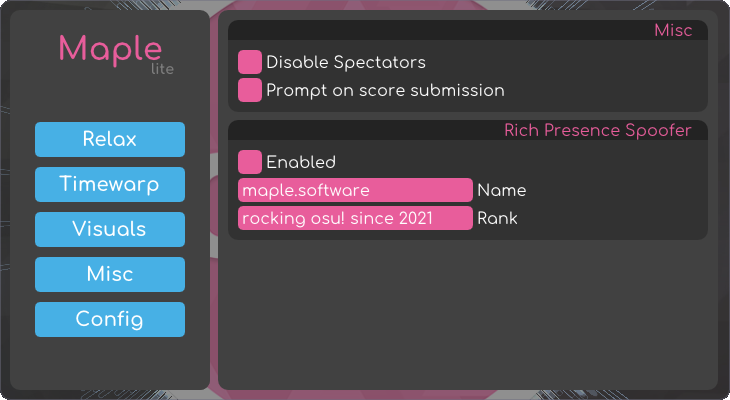 Maple
lite
Relax
Timewarp
Visuals
Misc
Config
Misc
Disable Spectators
Prompt on score submission
Rich Presence Spoofer
Enabled
maple.software Name
rocking osu! since 2021 Rank